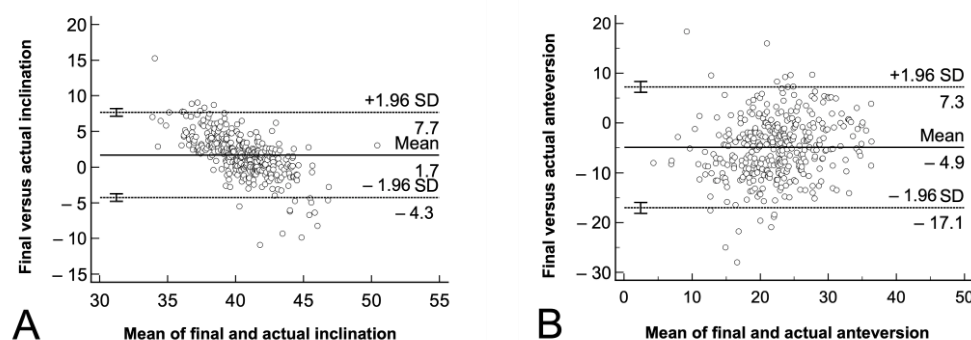 A
Final versus actual inclination
20
15
10
5
0
– 5
– 10
– 15
+1.96 SD
7.7
Mean
1.7
– 1.96 SD
– 4.3
30 35 40 45 50 55
Mean of final and actual inclination
B
Final versus actual anteversion
20
10
0
– 10
– 20
– 30
+1.96 SD
7.3
Mean
– 4.9
– 1.96 SD
– 17.1
0 10 20 30 40 50
Mean of final and actual anteversion